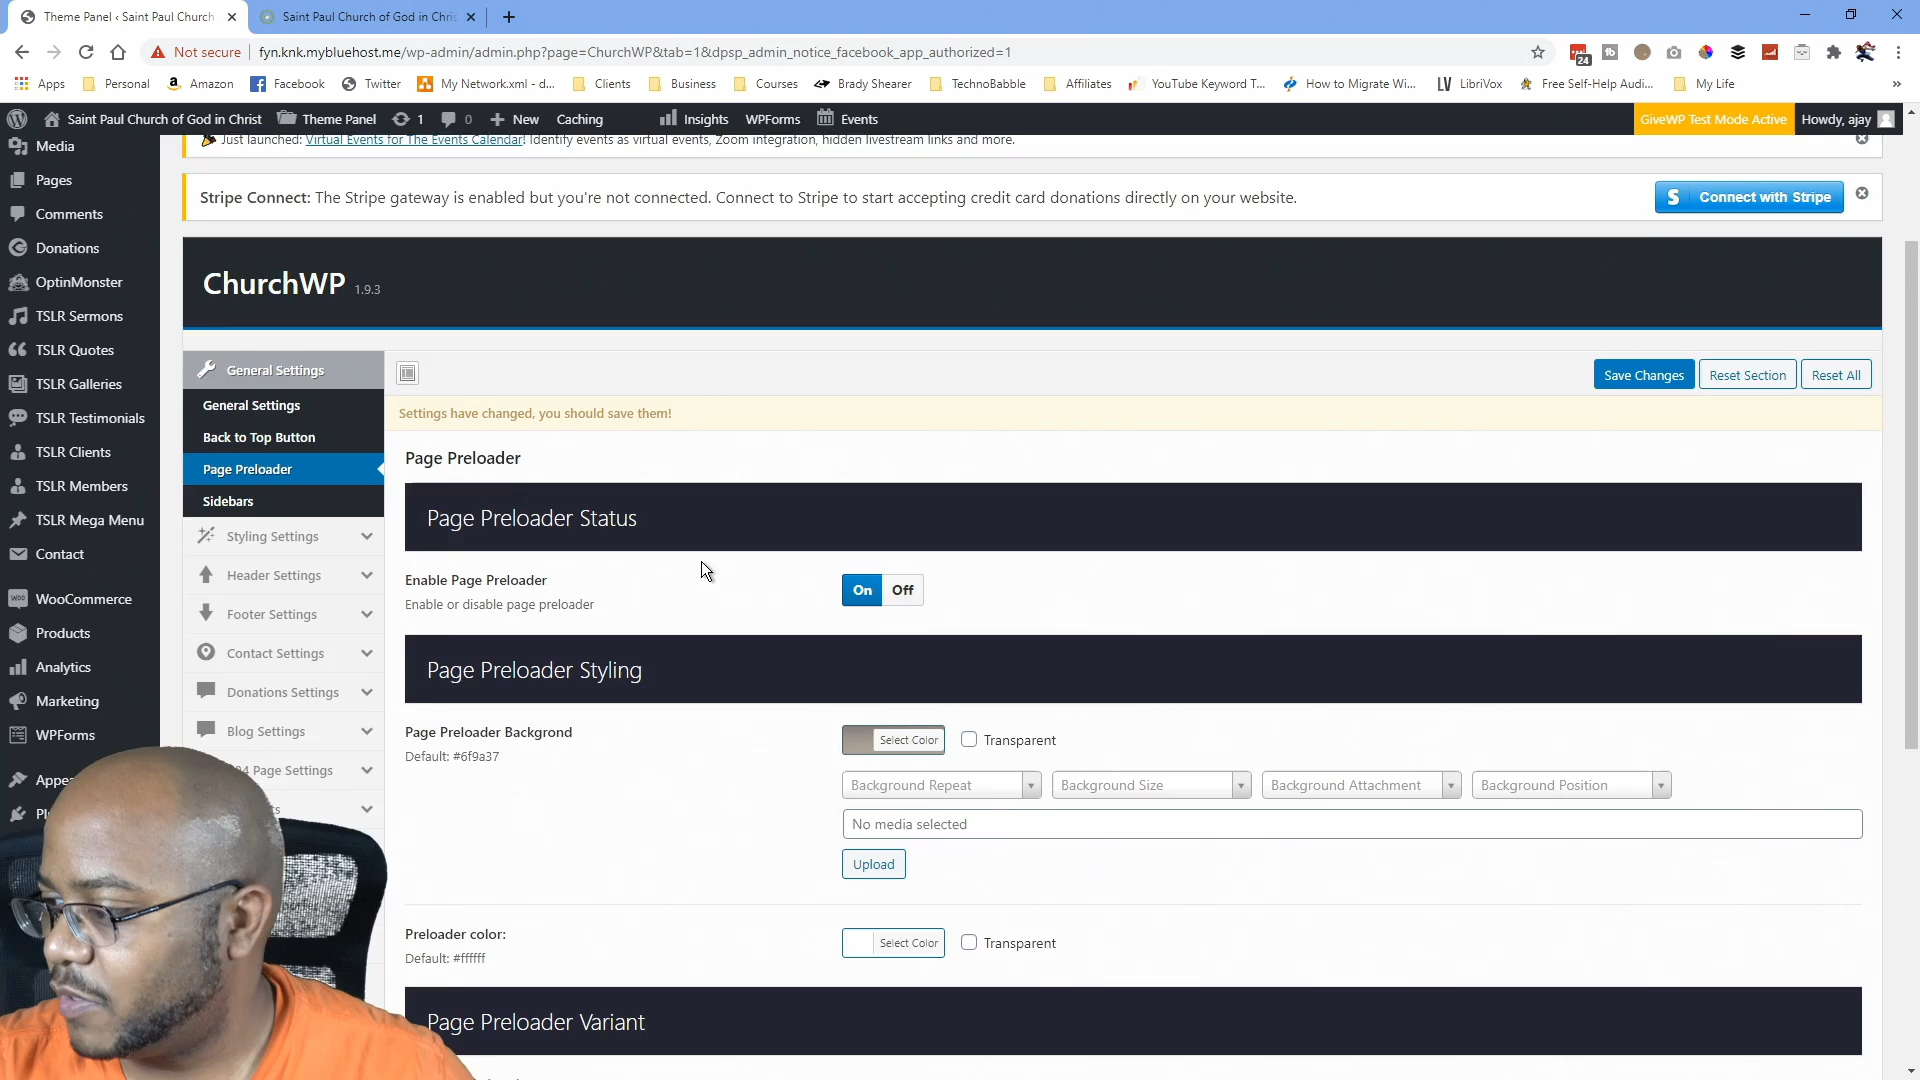 Theme Panel ‹ Saint Paul Church
Saint Paul Church of God in Chris
Not secure
fyn.knk.mybluehost.me/wp-admin/admin.php?page=ChurchWP&tab=1&dpsp_admin_notice_facebook_app_authorized=1
24
Apps
Personal
Amazon
Facebook
Twitter
My Network.xml - d...
Clients
Business
Courses
Brady Shearer
TechnoBabble
Affiliates
YouTube Keyword T...
How to Migrate Wi...
LibriVox
Free Self-Help Audi...
My Life
»
Saint Paul Church of God in Christ
Theme Panel
1
0
New
Caching
Insights
WPForms
Events
GiveWP Test Mode Active
Howdy, ajay
Just launched: Virtual Events for The Events Calendar! Identify events as virtual events, Zoom integration, hidden livestream links and more.
Stripe Connect: The Stripe gateway is enabled but you're not connected. Connect to Stripe to start accepting credit card donations directly on your website.
S Connect with Stripe
Media
Pages
Comments
Donations
OptinMonster
TSLR Sermons
TSLR Quotes
TSLR Galleries
TSLR Testimonials
TSLR Clients
TSLR Members
TSLR Mega Menu
Contact
WooCommerce
Products
Analytics
Marketing
WPForms
ChurchWP 1.9.3
General Settings
General Settings
Back to Top Button
Page Preloader
Sidebars
Styling Settings
Header Settings
Footer Settings
Contact Settings
Donations Settings
Blog Settings
Page Settings
Save Changes
Reset Section
Reset All
Settings have changed, you should save them!
Page Preloader
Page Preloader Status
Enable Page Preloader
Enable or disable page preloader
On
Off
Page Preloader Styling
Page Preloader Backgrond
Default: #6f9a37
Select Color
Transparent
Background Repeat
Background Size
Background Attachment
Background Position
No media selected
Upload
Preloader color:
Default: #ffffff
Select Color
Transparent
Page Preloader Variant